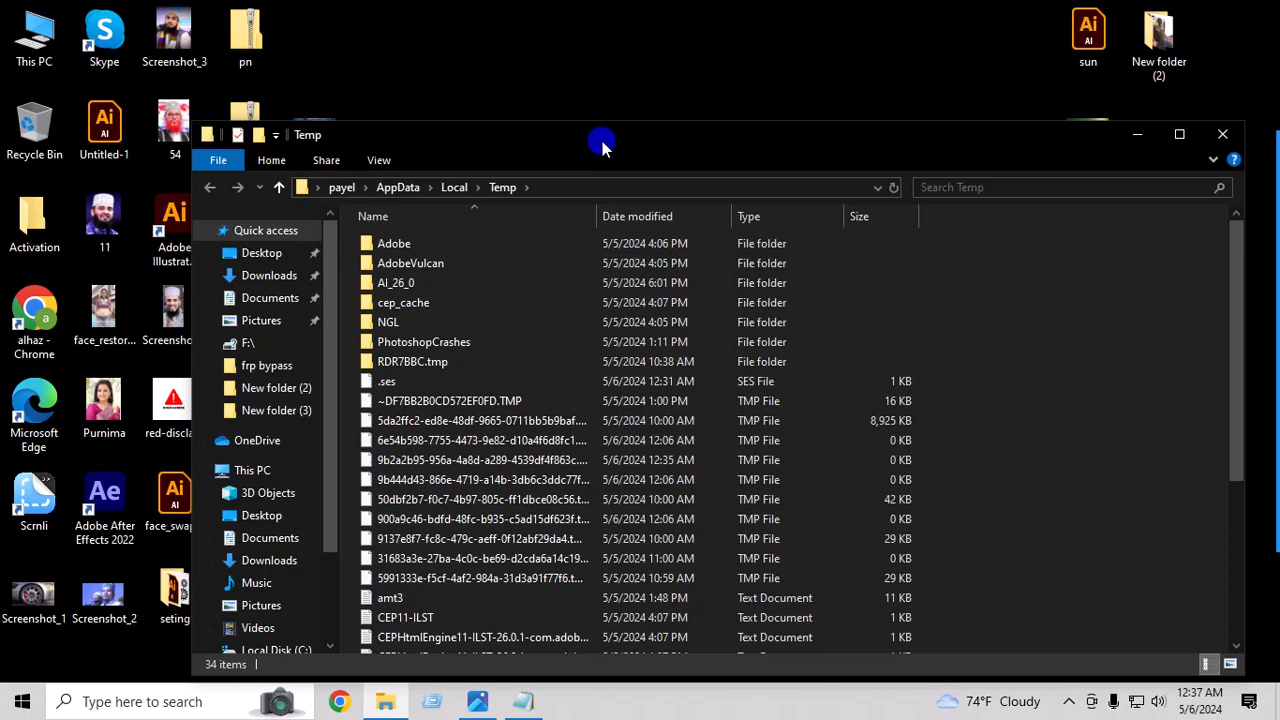 This PC
Skype
Screenshot_3
pn
sun
New folder
(2)
Recycle Bin
Untitled-1
54
Activation
11
Adobe
Illustrat...
alhaz -
Chrome
face_restor...
Screensho
Microsoft
Edge
Purnima
red-discla
Scrnli
Adobe After
Effects 2022
face_swap
Screenshot_1
Screenshot_2
seting
Temp
File
Home
Share
View
payel
AppData
Local
Temp
Search Temp
Name
Date modified
Type
Size
Quick access
Desktop
Downloads
Documents
Pictures
F:\
frp bypass
New folder (2)
New folder (3)
OneDrive
This PC
3D Objects
Desktop
Documents
Downloads
Music
Pictures
Videos
Local Disk (C:)
Adobe 5/5/2024 4:06 PM File folder
AdobeVulcan 5/5/2024 4:05 PM File folder
AI_26_0 5/5/2024 6:01 PM File folder
cep_cache 5/5/2024 4:07 PM File folder
NGL 5/5/2024 4:05 PM File folder
PhotoshopCrashes 5/5/2024 1:11 PM File folder
RDR7BBC.tmp 5/5/2024 10:38 AM File folder
.ses 5/6/2024 12:31 AM SES File 1 KB
~DF7BB2B0CD572EF0FD.TMP 5/5/2024 1:00 PM TMP File 16 KB
5da2ffc2-ed8e-48df-9665-0711bb5b9baf.... 5/5/2024 10:00 AM TMP File 8,925 KB
6e54b598-7755-4473-9e82-d10a4f6d8fc1.... 5/6/2024 12:06 AM TMP File 0 KB
9b2a2b95-956a-4a8d-a289-4539df4f863c.... 5/6/2024 12:35 AM TMP File 0 KB
9b444d43-866e-4719-a14b-3db6c3ddc77f... 5/6/2024 12:06 AM TMP File 0 KB
50dbf2b7-f0c7-4b97-805c-ff1dbce08c56.t... 5/5/2024 10:00 AM TMP File 42 KB
900a9c46-bdfd-48fc-b935-c5ad15df623f.t... 5/6/2024 12:06 AM TMP File 0 KB
9137e8f7-fc8c-479c-aeff-0f12abf29da4.t... 5/5/2024 10:00 AM TMP File 29 KB
31683a3e-27ba-4c0c-be69-d2cda6a14c19... 5/5/2024 11:00 AM TMP File 0 KB
5991333e-f5cf-4af2-984a-31d3a91f77f6.t... 5/5/2024 10:59 AM TMP File 29 KB
amt3 5/5/2024 1:48 PM Text Document 11 KB
CEP11-ILST 5/5/2024 4:07 PM Text Document 1 KB
CEPHtmlEngine11-ILST-26.0.1-com.adob... 5/5/2024 4:07 PM Text Document 1 KB
34 items
Type here to search
74°F Cloudy
12:37 AM
5/6/2024